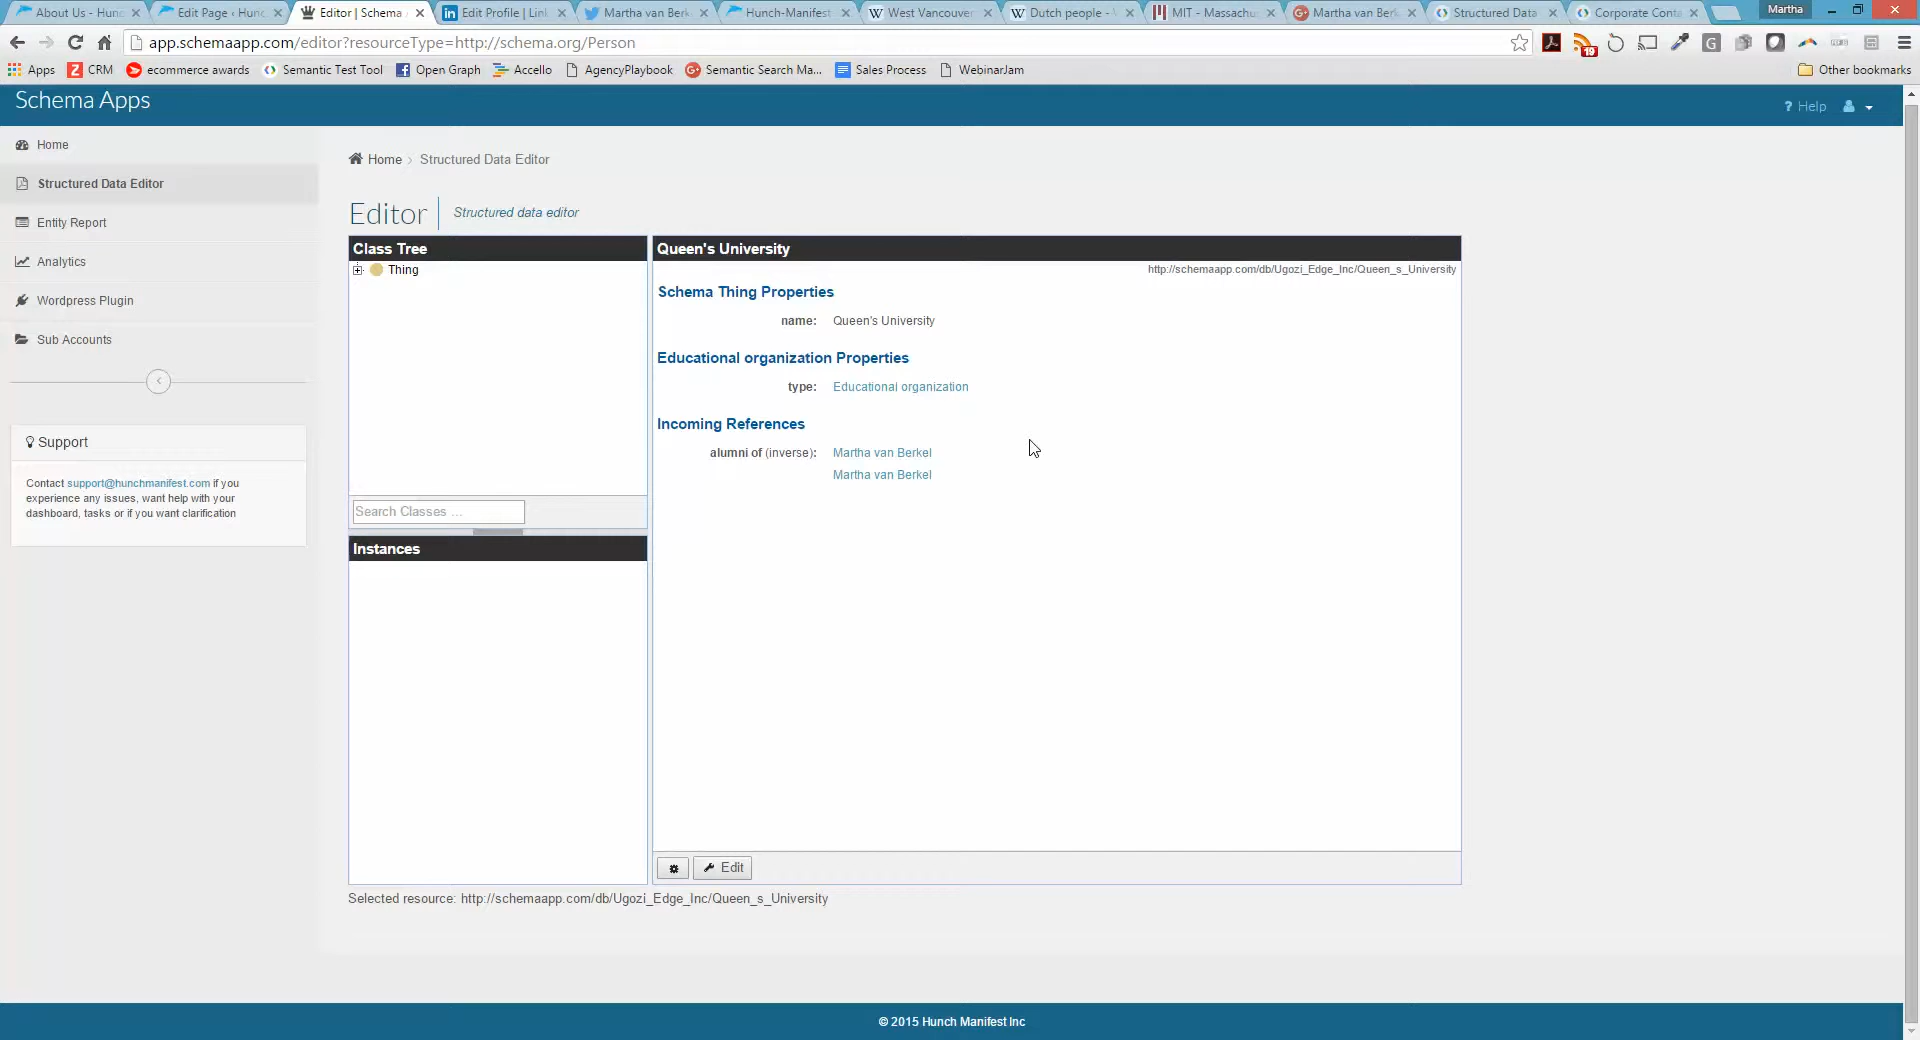 About Us - Hunc
Edit Page ‹ Hunc
Editor | Schema
Edit Profile | Link
Martha van Berk
Hunch-Manifest
West Vancouver
Dutch people - 
MIT - Massachu
Martha van Berk
Structured Data
Corporate Conta
Martha
app.schemaapp.com/editor?resourceType=http://schema.org/Person
19
Apps
CRM
ecommerce awards
Semantic Test Tool
Open Graph
Accello
AgencyPlaybook
Semantic Search Ma...
Sales Process
WebinarJam
Other bookmarks
Schema Apps
? Help
Home
Structured Data Editor
Entity Report
Analytics
Wordpress Plugin
Sub Accounts
Support
Contact support@hunchmanifest.com if you
experience any issues, want help with your
dashboard, tasks or if you want clarification
Home › Structured Data Editor
Editor
Structured data editor
Class Tree
Thing
Search Classes ...
Instances
Queen's University
http://schemaapp.com/db/Ugozi_Edge_Inc/Queen_s_University
Schema Thing Properties
name: Queen's University
Educational organization Properties
type: Educational organization
Incoming References
alumni of (inverse): Martha van Berkel
Martha van Berkel
Edit
Selected resource: http://schemaapp.com/db/Ugozi_Edge_Inc/Queen_s_University
© 2015 Hunch Manifest Inc